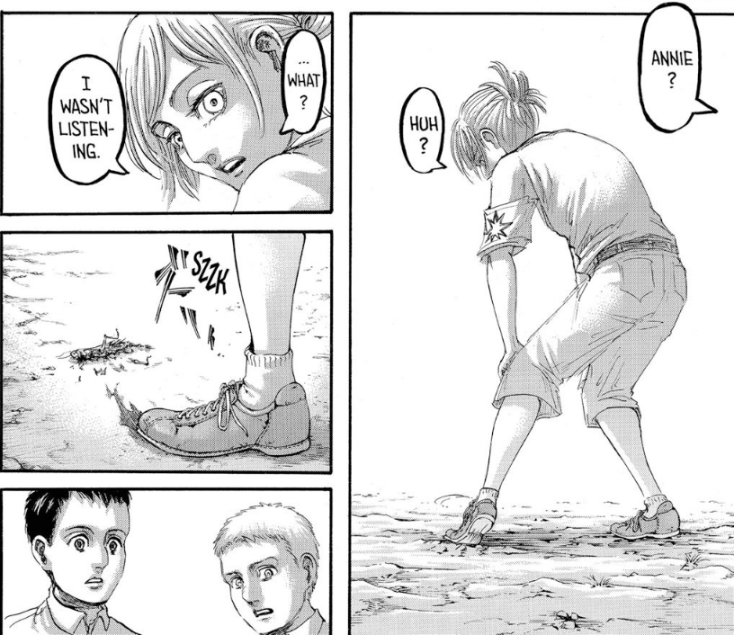 ANNIE
?
HUH
?
...
WHAT
?
I
WASN'T
LISTEN-
ING.
SZZK